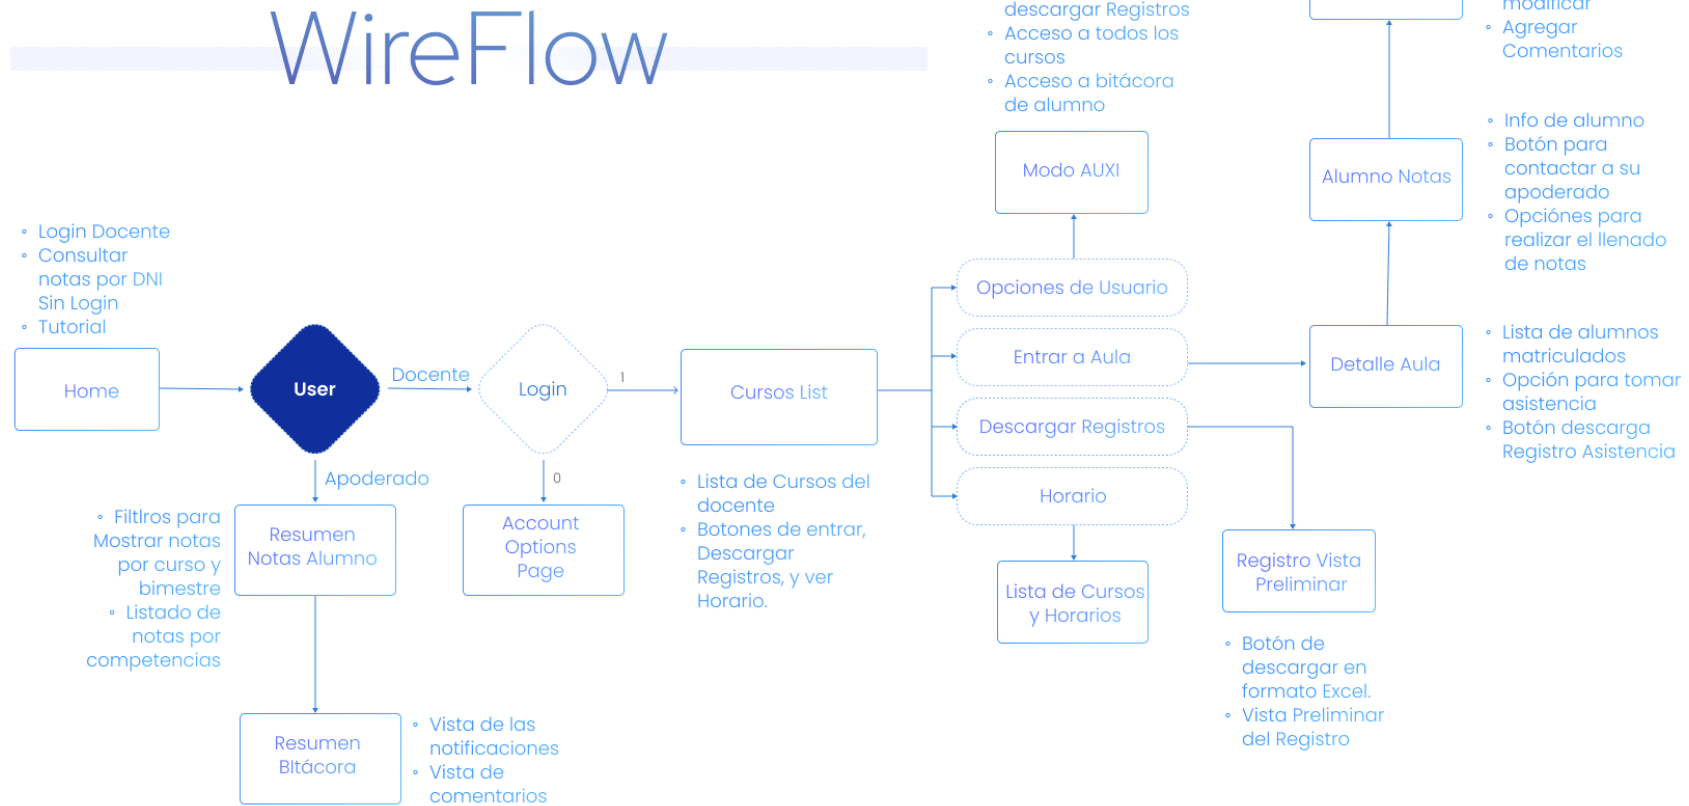 WireFlow
descargar Registros
◦ Acceso a todos los
cursos
◦ Acceso a bitácora
de alumno
modificar
◦ Agregar
Comentarios
Modo AUXI
Alumno Notas
◦ Info de alumno
◦ Botón para
contactar a su
apoderado
◦ Opciónes para
realizar el llenado
de notas
◦ Login Docente
◦ Consultar
notas por DNI
Sin Login
◦ Tutorial
Home
User
Docente
Login
1
Cursos List
Opciones de Usuario
Entrar a Aula
Descargar Registros
Horario
Detalle Aula
◦ Lista de alumnos
matriculados
◦ Opción para tomar
asistencia
◦ Botón descarga
Registro Asistencia
Apoderado
0
◦ Filtlros para
Mostrar notas
por curso y
bimestre
◦ Listado de
notas por
competencias
Resumen
Notas Alumno
Account
Options
Page
◦ Lista de Cursos del
docente
◦ Botones de entrar,
Descargar
Registros, y ver
Horario.
Lista de Cursos
y Horarios
Registro Vista
Preliminar
◦ Botón de
descargar en
formato Excel.
◦ Vista Preliminar
del Registro
Resumen
BItácora
◦ Vista de las
notificaciones
◦ Vista de
comentarios